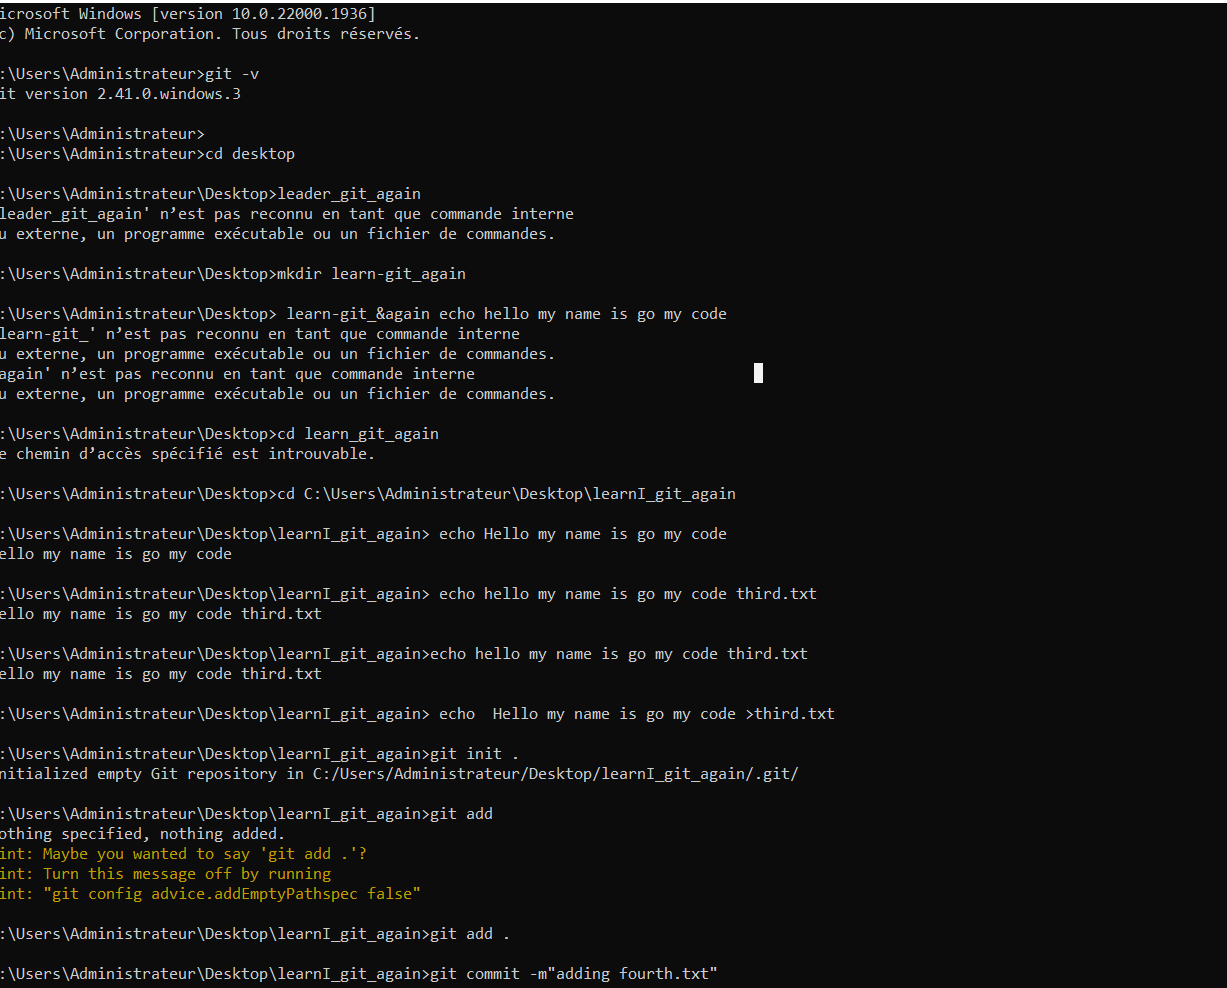 icrosoft Windows [version 10.0.22000.1936]
c) Microsoft Corporation. Tous droits réservés.
:\Users\Administrateur>git -v
it version 2.41.0.windows.3
:\Users\Administrateur>
:\Users\Administrateur>cd desktop
:\Users\Administrateur\Desktop>leader_git_again
leader_git_again' n’est pas reconnu en tant que commande interne
u externe, un programme exécutable ou un fichier de commandes.
:\Users\Administrateur\Desktop>mkdir learn-git_again
:\Users\Administrateur\Desktop> learn-git_&again echo hello my name is go my code
learn-git_' n’est pas reconnu en tant que commande interne
u externe, un programme exécutable ou un fichier de commandes.
again' n’est pas reconnu en tant que commande interne
u externe, un programme exécutable ou un fichier de commandes.
:\Users\Administrateur\Desktop>cd learn_git_again
e chemin d’accès spécifié est introuvable.
:\Users\Administrateur\Desktop>cd C:\Users\Administrateur\Desktop\learnI_git_again
:\Users\Administrateur\Desktop\learnI_git_again> echo Hello my name is go my code
ello my name is go my code
:\Users\Administrateur\Desktop\learnI_git_again> echo hello my name is go my code third.txt
ello my name is go my code third.txt
:\Users\Administrateur\Desktop\learnI_git_again>echo hello my name is go my code third.txt
ello my name is go my code third.txt
:\Users\Administrateur\Desktop\learnI_git_again> echo  Hello my name is go my code >third.txt
:\Users\Administrateur\Desktop\learnI_git_again>git init .
nitialized empty Git repository in C:/Users/Administrateur/Desktop/learnI_git_again/.git/
:\Users\Administrateur\Desktop\learnI_git_again>git add
othing specified, nothing added.
int: Maybe you wanted to say 'git add .'?
int: Turn this message off by running
int: "git config advice.addEmptyPathspec false"
:\Users\Administrateur\Desktop\learnI_git_again>git add .
:\Users\Administrateur\Desktop\learnI_git_again>git commit -m"adding fourth.txt"